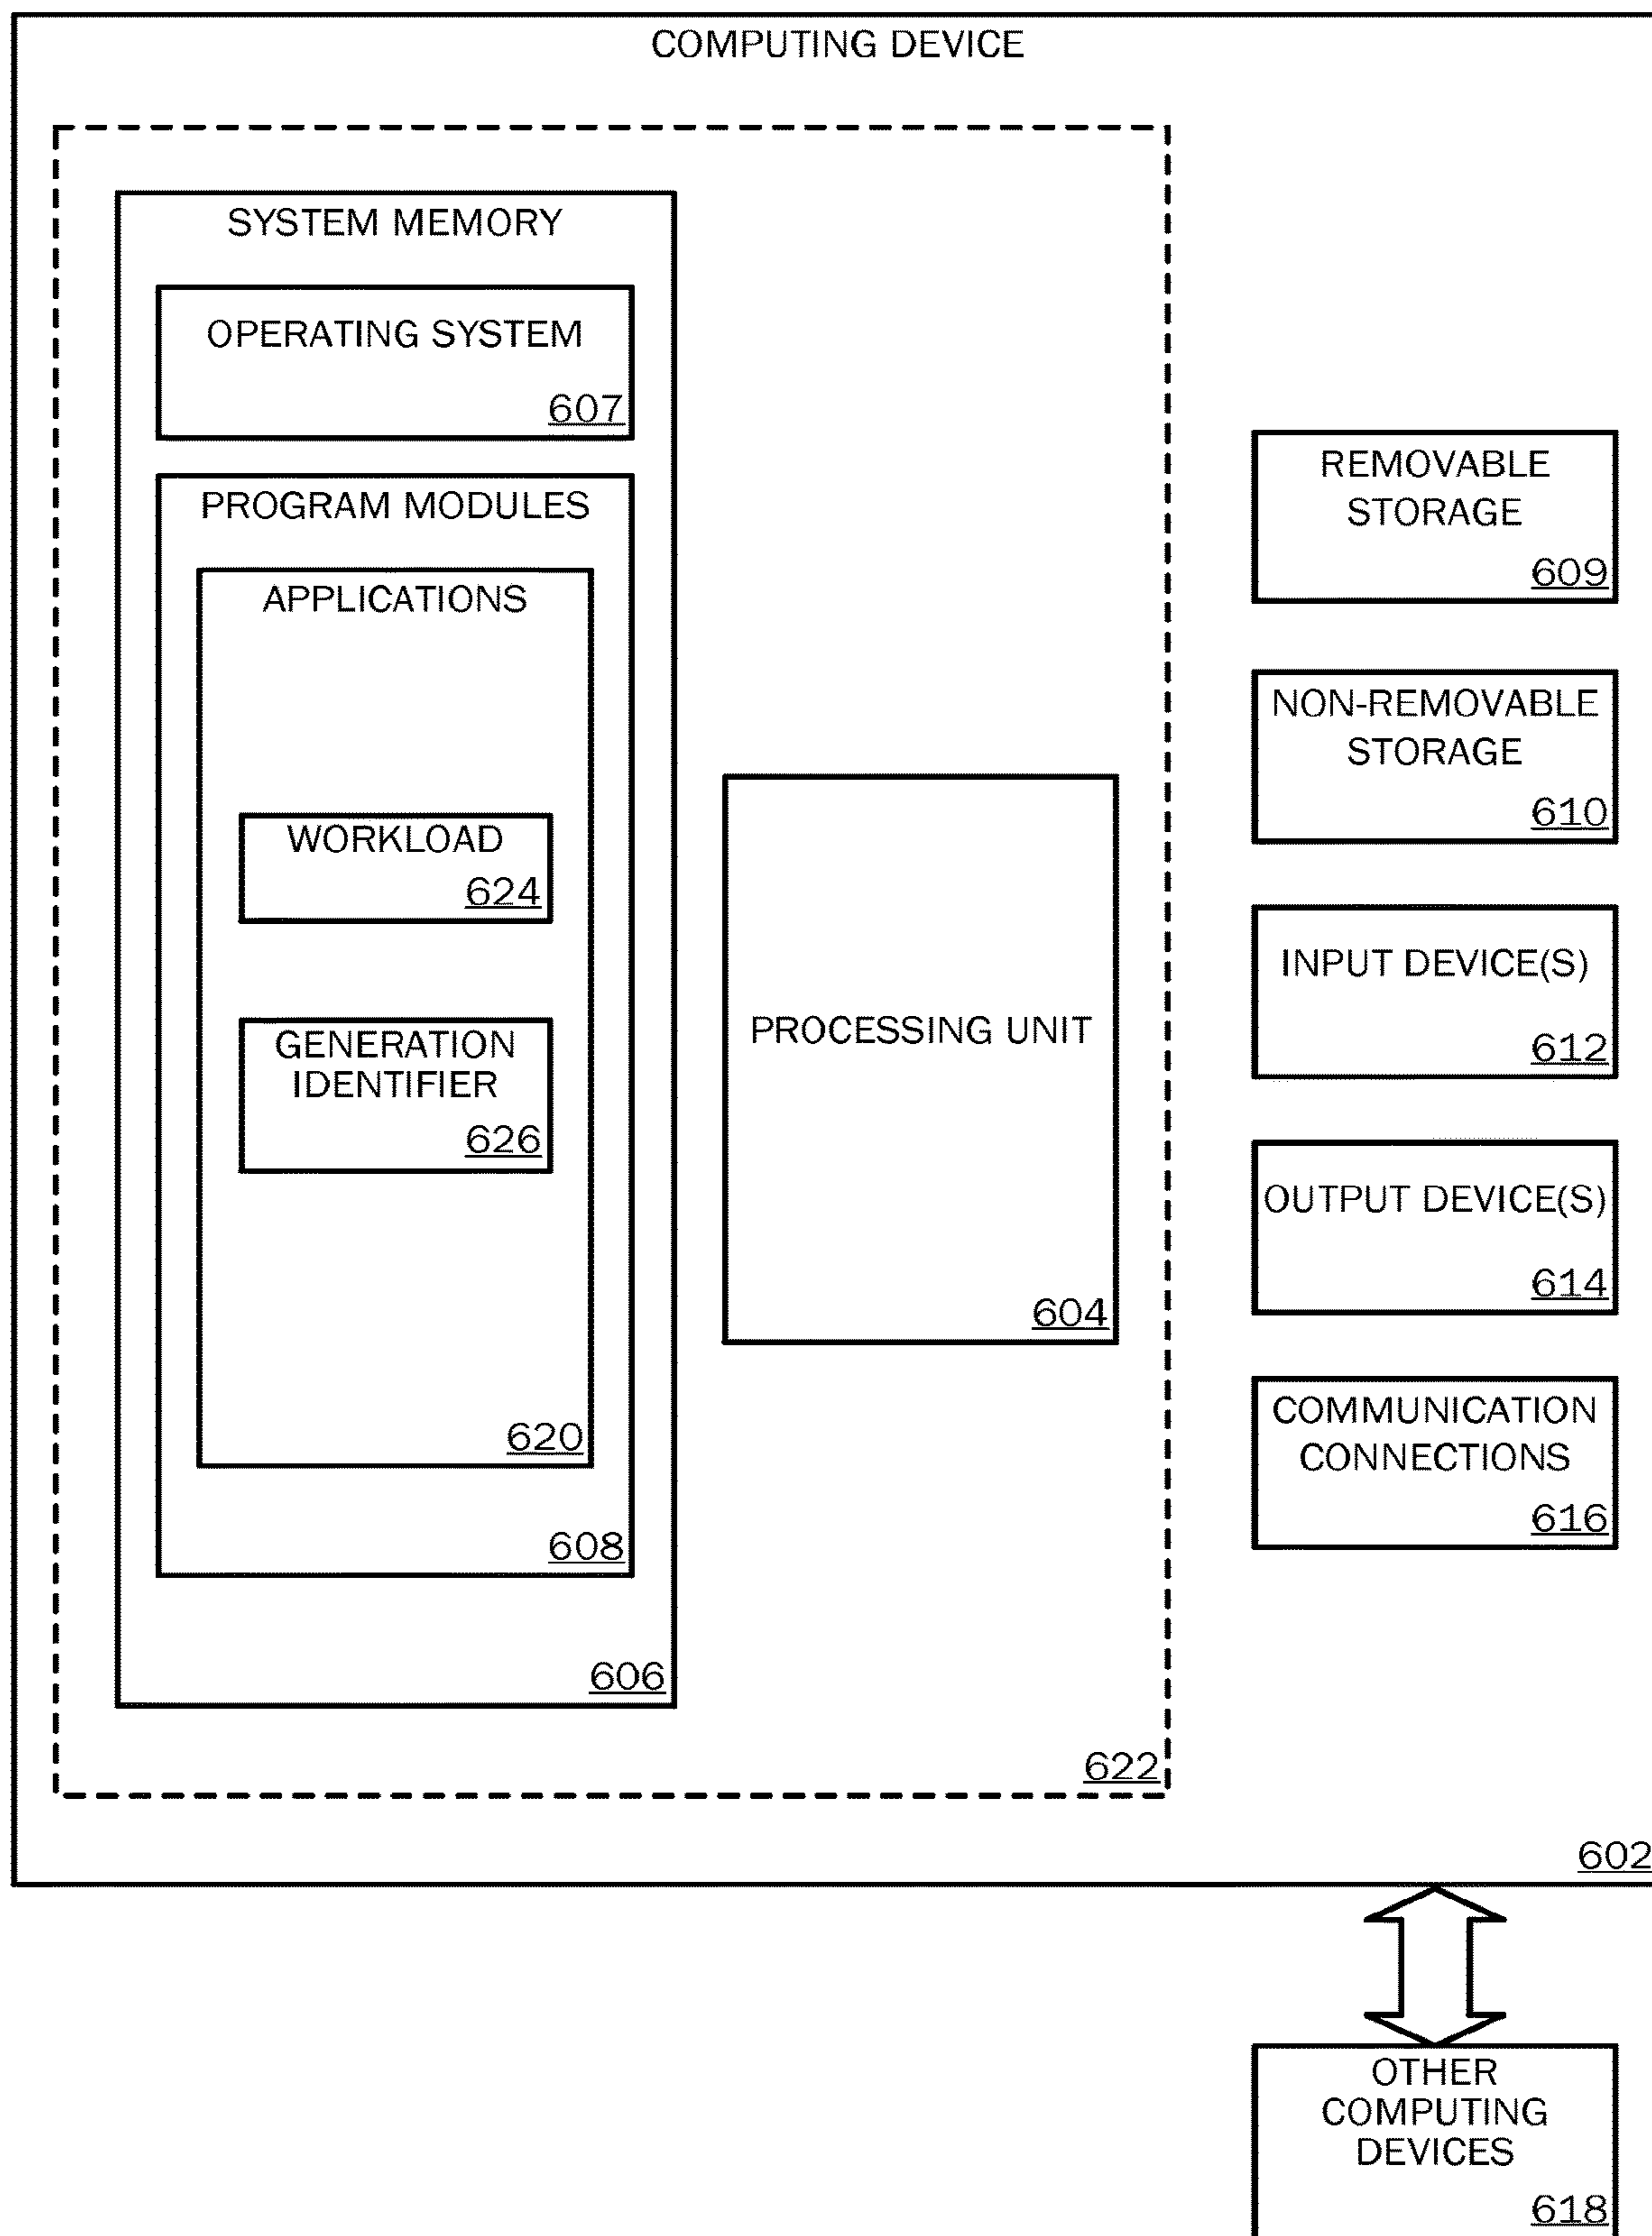 COMPUTING DEVICE
SYSTEM MEMORY
OPERATING SYSTEM
607
PROGRAM MODULES
APPLICATIONS
WORKLOAD
624
GENERATION
IDENTIFIER
626
620
608
606
PROCESSING UNIT
604
622
REMOVABLE
STORAGE
609
NON-REMOVABLE
STORAGE
610
INPUT DEVICE(S)
612
OUTPUT DEVICE(S)
614
COMMUNICATION
CONNECTIONS
616
602
OTHER
COMPUTING
DEVICES
618